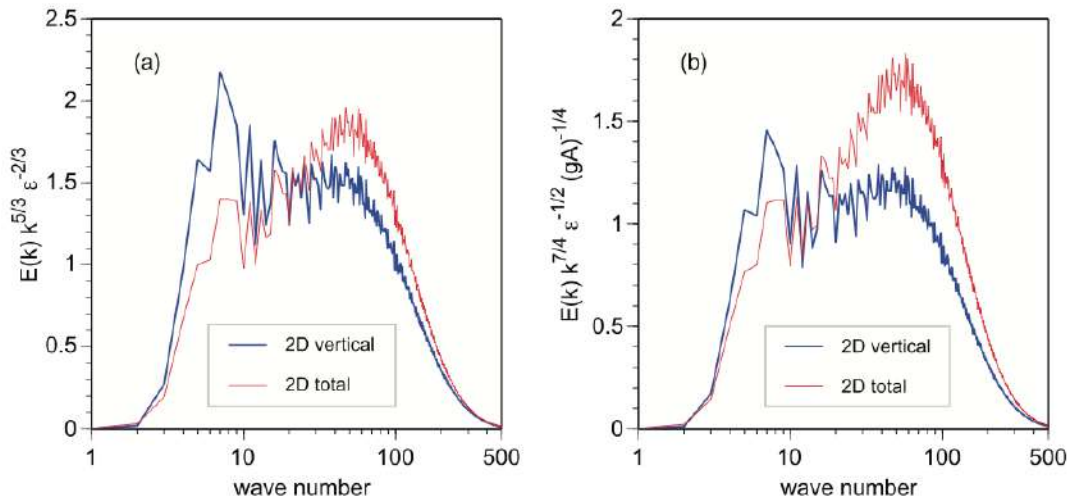 (a)
E(k) k^5/3 ε^-2/3
2.5
2
1.5
1
0.5
0
2D vertical
2D total
1 10 100 500
wave number
(b)
E(k) k^7/4 ε^-1/2 (gA)^-1/4
2
1.5
1
0.5
0
2D vertical
2D total
1 10 100 500
wave number